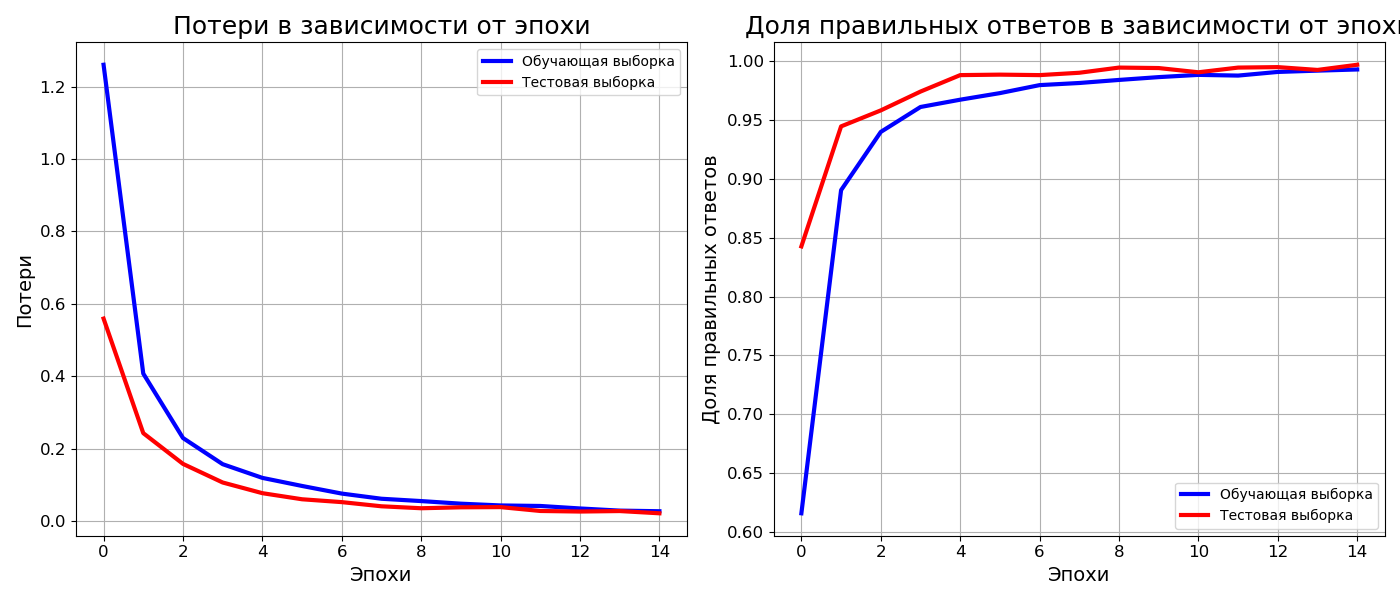 Потери в зависимости от эпохи
Потери
1.2
1.0
0.8
0.6
0.4
0.2
0.0
Обучающая выборка
Тестовая выборка
0 2 4 6 8 10 12 14
Эпохи
Доля правильных ответов в зависимости от эпохи
Доля правильных ответов
1.00
0.95
0.90
0.85
0.80
0.75
0.70
0.65
0.60
Обучающая выборка
Тестовая выборка
0 2 4 6 8 10 12 14
Эпохи